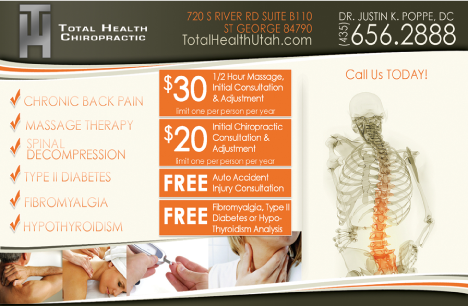 TOTAL HEALTH
CHIROPRACTIC
720 S RIVER RD SUITE B110
ST GEORGE 84790
TotalHealthUtah.com
DR. JUSTIN K. POPPE, DC
(435) 656.2888
CHRONIC BACK PAIN
MASSAGE THERAPY
SPINAL
DECOMPRESSION
TYPE II DIABETES
FIBROMYALGIA
HYPOTHYROIDISM
$30
1/2 Hour Massage,
Initial Consultation
& Adjustment
limit one per person per year
$20
Initial Chiropractic
Consultation &
Adjustment
limit one per person per year
FREE
Auto Accident
Injury Consultation
FREE
Fibromyalgia, Type II
Diabetes or Hypo-
Thyroidism Analysis
Call Us TODAY!